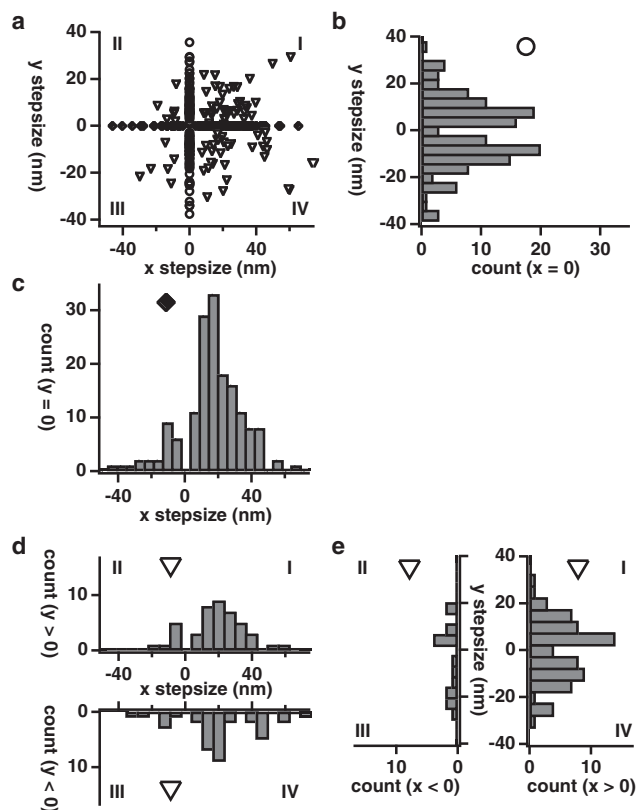 a
y stepsize (nm)
40
20
0
-20
-40
II
I
III
IV
-40
0
40
x stepsize (nm)
b
y stepsize (nm)
40
20
0
-20
-40
0
10
20
30
count (x = 0)
c
count (y = 0)
30
20
10
0
-40
0
40
x stepsize (nm)
d
count (y > 0)
10
0
II
I
-40
0
40
x stepsize (nm)
count (y < 0)
0
10
III
IV
e
II
III
10
0
count (x < 0)
y stepsize (nm)
40
20
0
-20
-40
I
IV
0
10
count (x > 0)